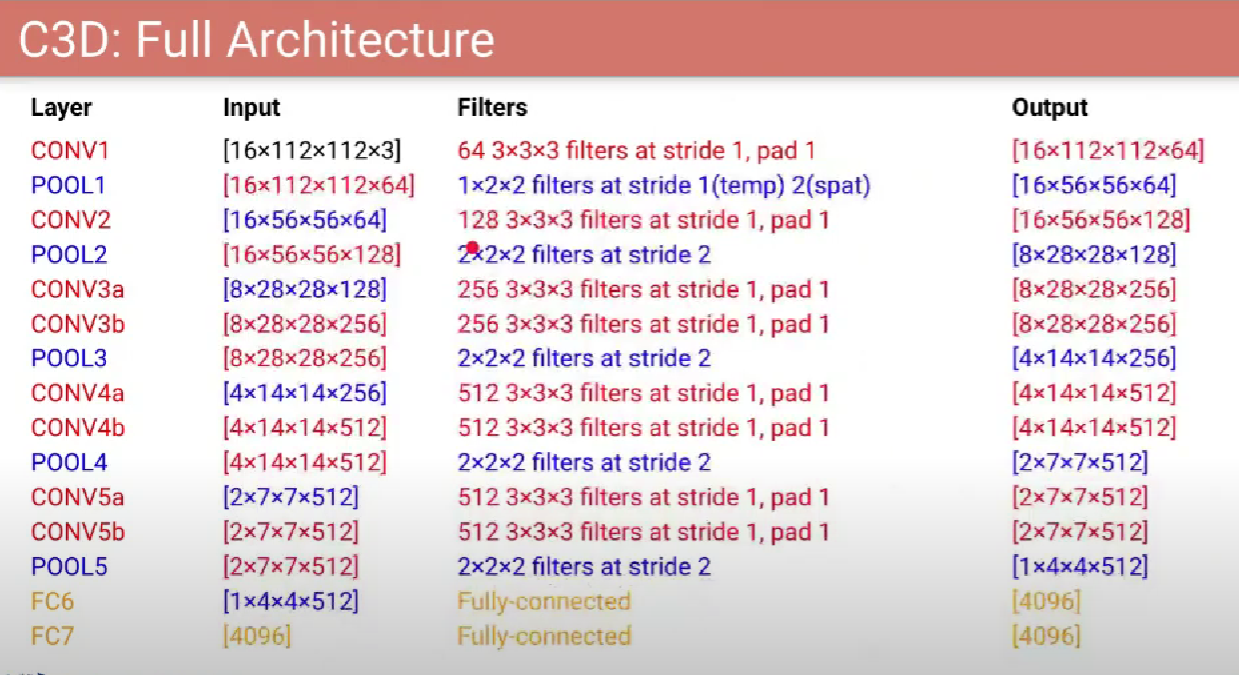 C3D: Full Architecture
Layer Input Filters Output
CONV1 [16×112×112×3] 64 3×3×3 filters at stride 1, pad 1 [16×112×112×64]
POOL1 [16×112×112×64] 1×2×2 filters at stride 1(temp) 2(spat) [16×56×56×64]
CONV2 [16×56×56×64] 128 3×3×3 filters at stride 1, pad 1 [16×56×56×128]
POOL2 [16×56×56×128] 2×2×2 filters at stride 2 [8×28×28×128]
CONV3a [8×28×28×128] 256 3×3×3 filters at stride 1, pad 1 [8×28×28×256]
CONV3b [8×28×28×256] 256 3×3×3 filters at stride 1, pad 1 [8×28×28×256]
POOL3 [8×28×28×256] 2×2×2 filters at stride 2 [4×14×14×256]
CONV4a [4×14×14×256] 512 3×3×3 filters at stride 1, pad 1 [4×14×14×512]
CONV4b [4×14×14×512] 512 3×3×3 filters at stride 1, pad 1 [4×14×14×512]
POOL4 [4×14×14×512] 2×2×2 filters at stride 2 [2×7×7×512]
CONV5a [2×7×7×512] 512 3×3×3 filters at stride 1, pad 1 [2×7×7×512]
CONV5b [2×7×7×512] 512 3×3×3 filters at stride 1, pad 1 [2×7×7×512]
POOL5 [2×7×7×512] 2×2×2 filters at stride 2 [1×4×4×512]
FC6 [1×4×4×512] Fully-connected [4096]
FC7 [4096] Fully-connected [4096]